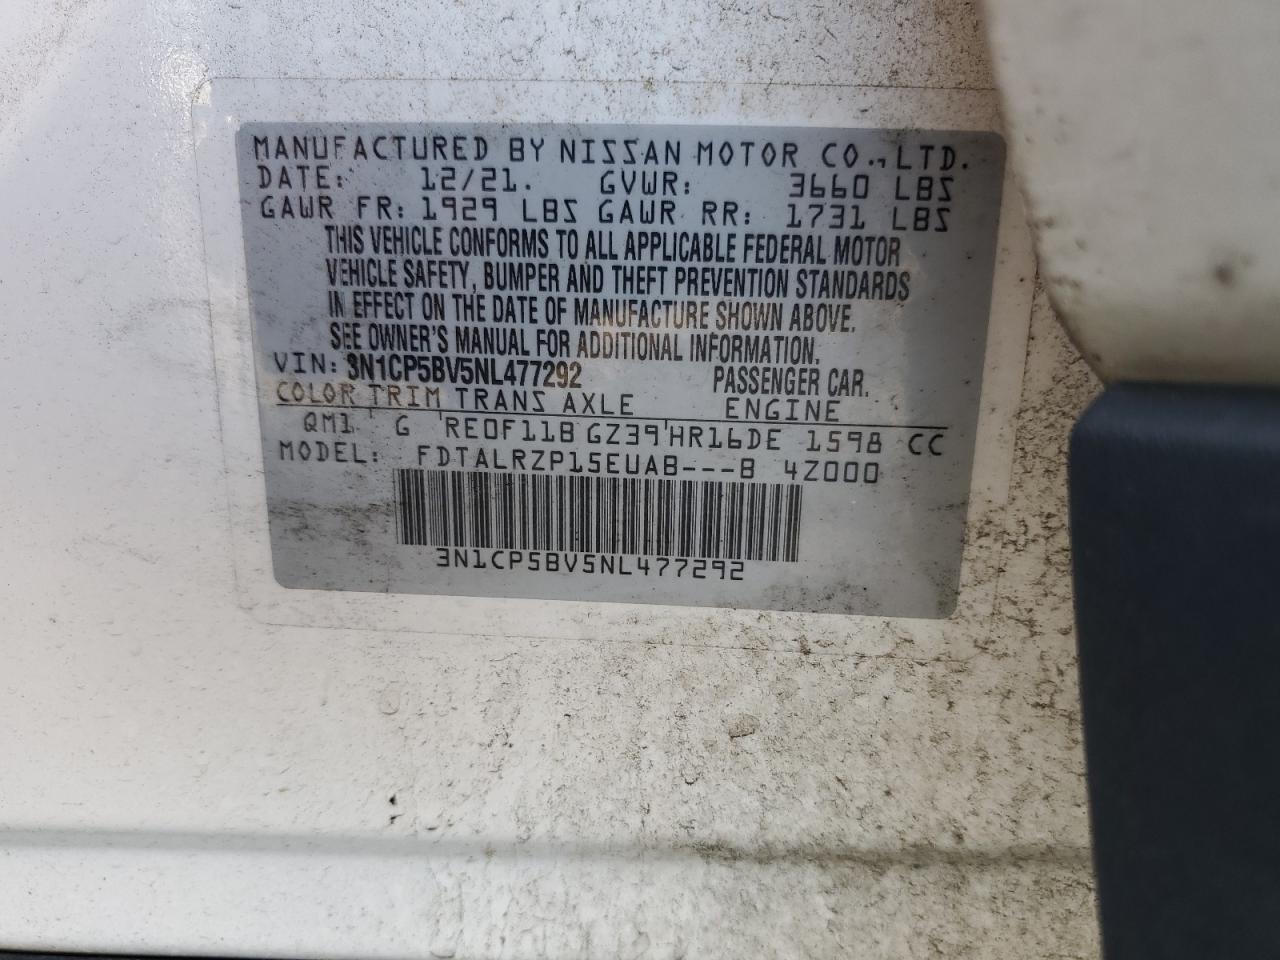 MANUFACTURED BY NISSAN MOTOR CO., LTD.
DATE: 12/21. GVWR: 3660 LBS
GAWR FR: 1929 LBS GAWR RR: 1731 LBS
THIS VEHICLE CONFORMS TO ALL APPLICABLE FEDERAL MOTOR
VEHICLE SAFETY, BUMPER AND THEFT PREVENTION STANDARDS
IN EFFECT ON THE DATE OF MANUFACTURE SHOWN ABOVE.
SEE OWNER'S MANUAL FOR ADDITIONAL INFORMATION.
VIN: 3N1CP5BV5NL477292 PASSENGER CAR.
COLOR TRIM TRANS AXLE ENGINE
QM1 G RE0F11B GZ39 HR16DE 1598 CC
MODEL: FDTALRZP15EUAB---B 4Z000
3N1CP5BV5NL477292